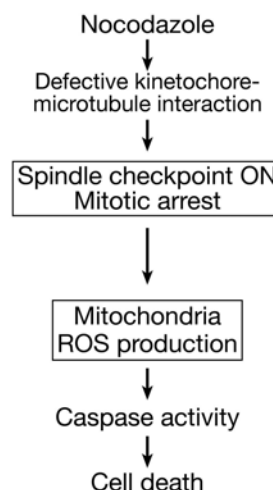 Nocodazole
Defective kinetochore-
microtubule interaction
Spindle checkpoint ON
Mitotic arrest
Mitochondria
ROS production
Caspase activity
Cell death